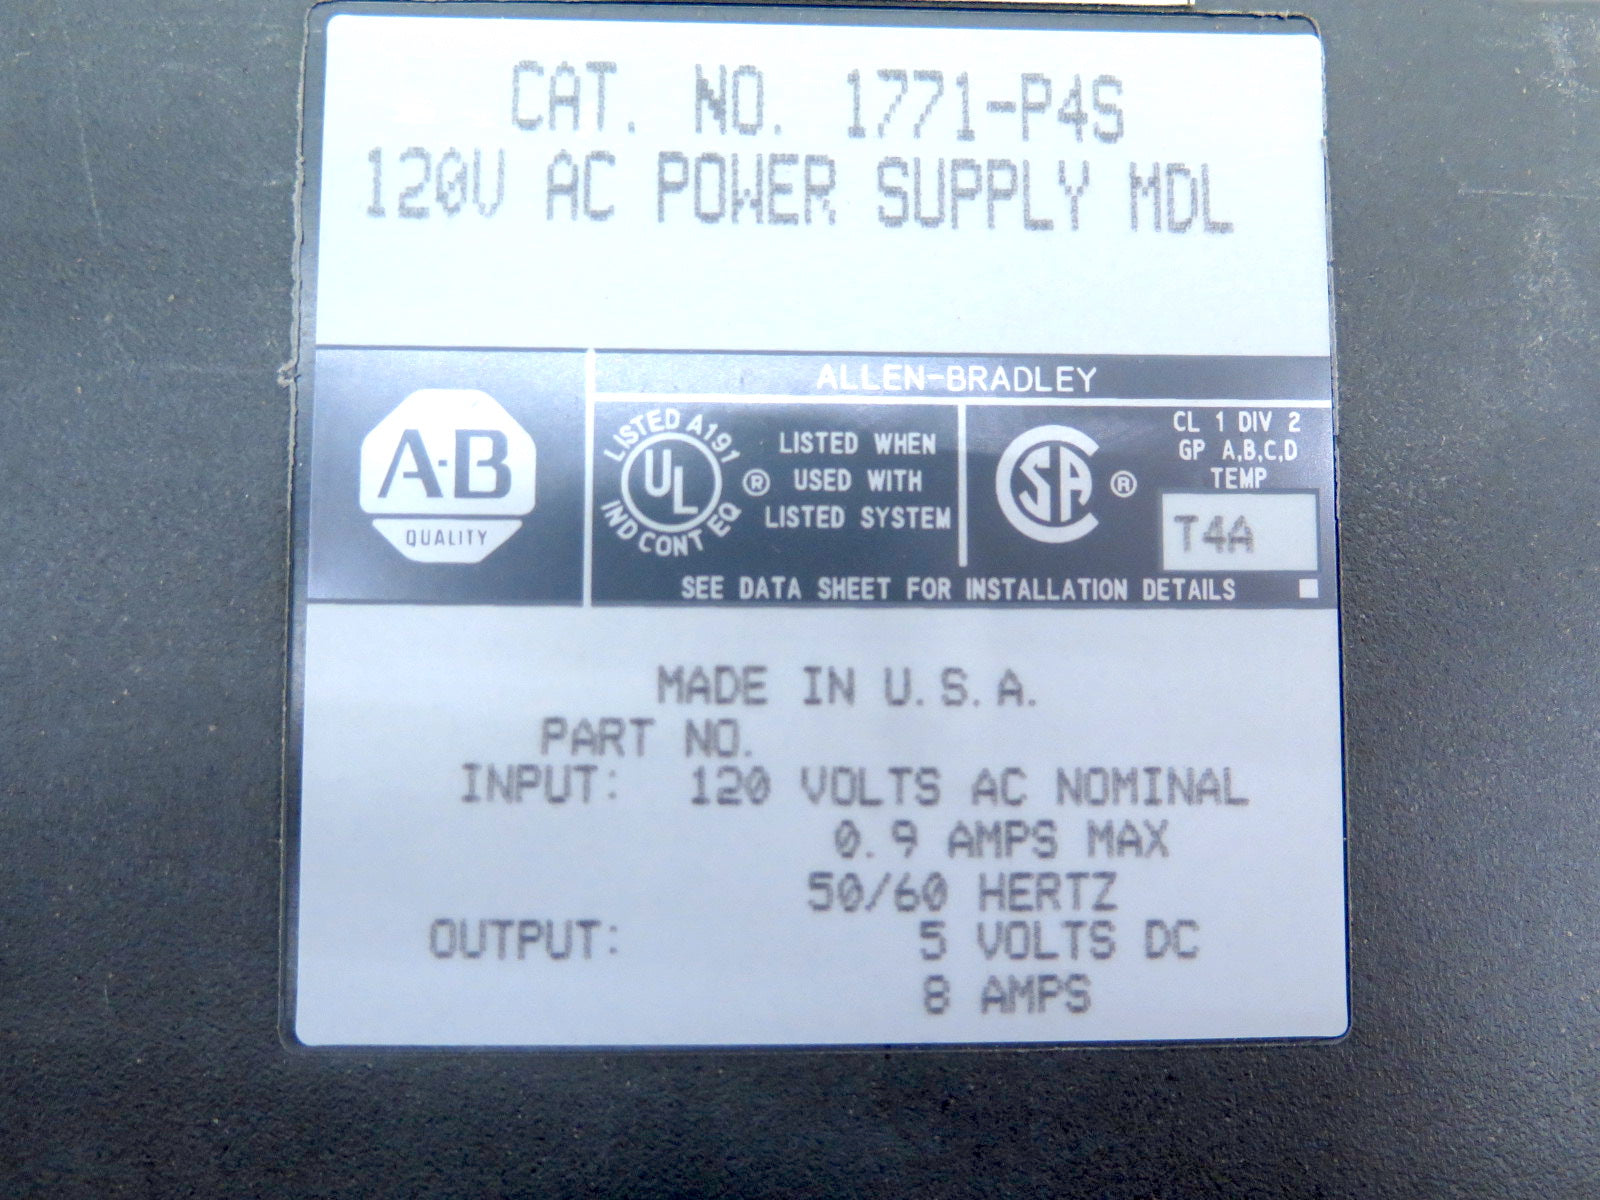 CAT. NO. 1771-P4S
120V AC POWER SUPPLY MDL
ALLEN-BRADLEY
A-B
QUALITY
LISTED A191
UL
IND CONT EQ
®
LISTED WHEN
USED WITH
LISTED SYSTEM
SA
®
CL 1 DIV 2
GP A,B,C,D
TEMP
T4A
SEE DATA SHEET FOR INSTALLATION DETAILS
MADE IN U.S.A.
PART NO.
INPUT: 120 VOLTS AC NOMINAL
0.9 AMPS MAX
50/60 HERTZ
OUTPUT: 5 VOLTS DC
8 AMPS